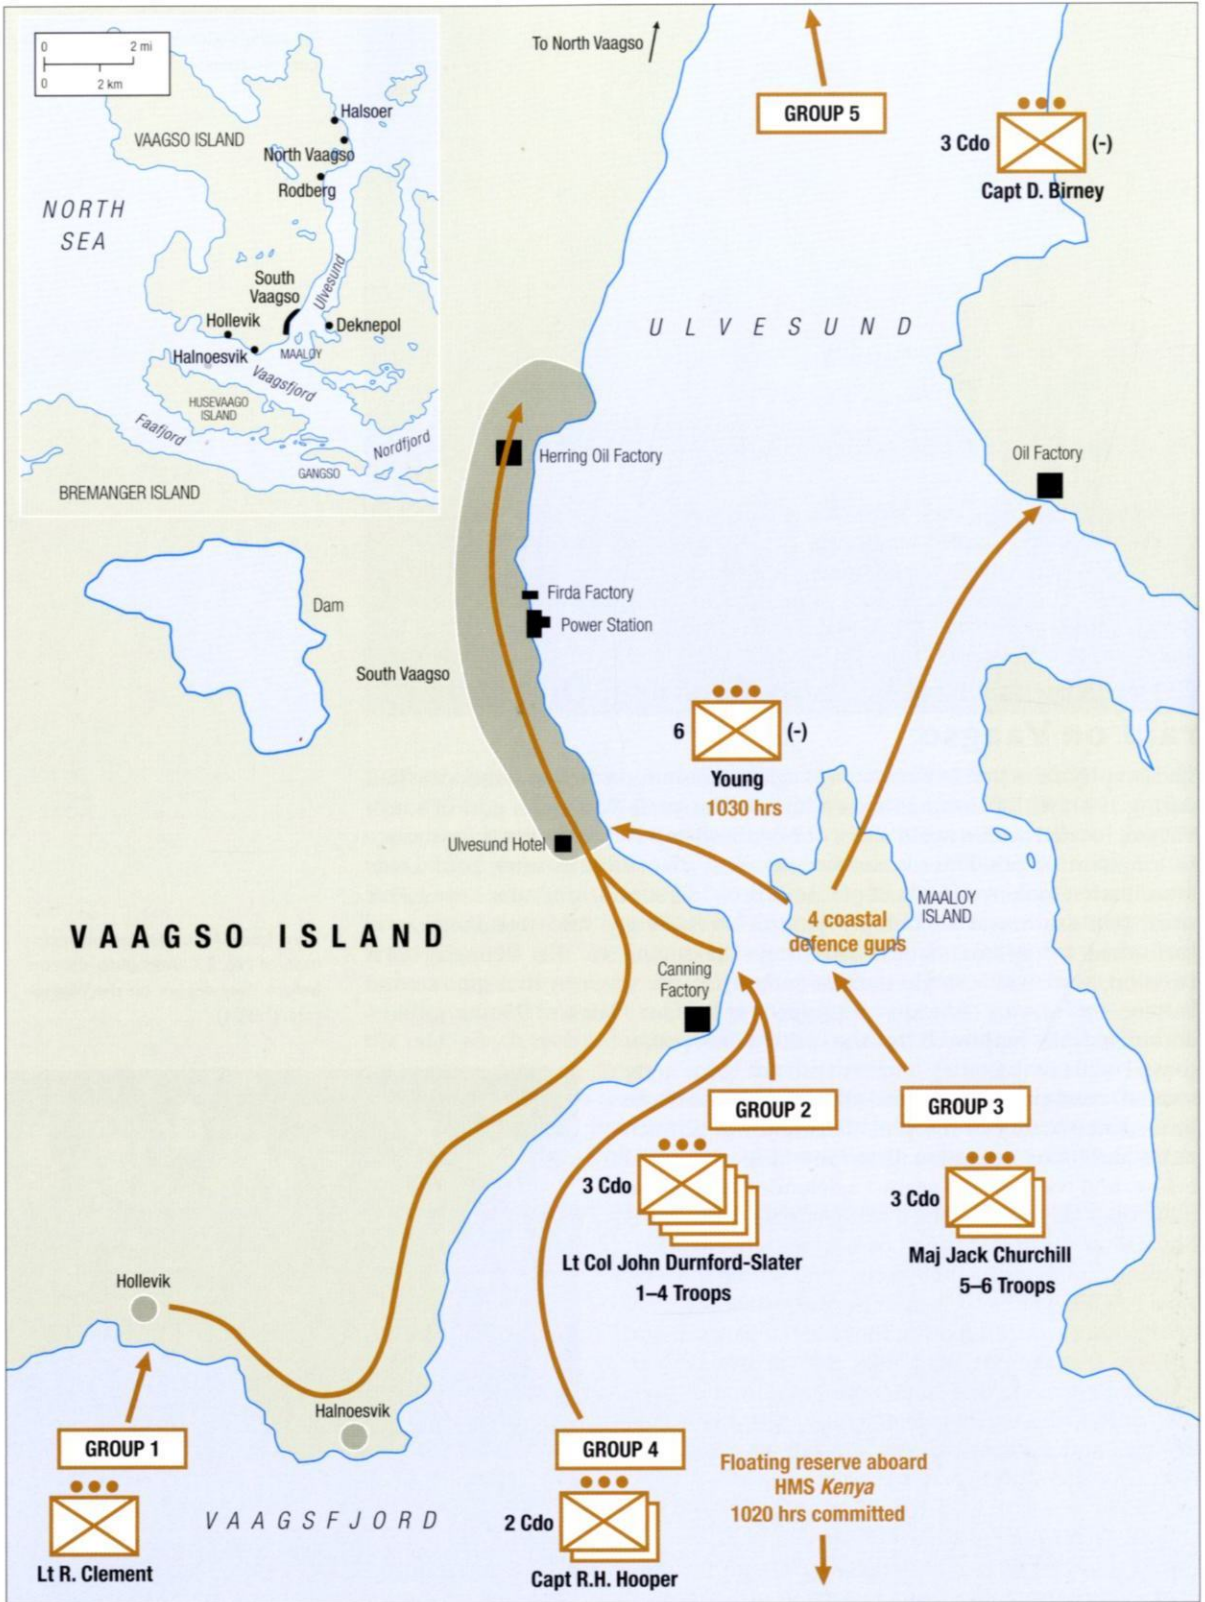 0 2 mi
0 2 km
Halsoer
VAAGSO ISLAND
North Vaagso
Rodberg
NORTH
SEA
South
Vaagso
Ulvesund
Hollevik
Deknepol
Halnoesvik
MAALOY
Vaagsfjord
HUSEVAAGO
ISLAND
Faafjord
Nordfjord
GANGSO
BREMANGER ISLAND
To North Vaagso
GROUP 5
3 Cdo (-)
Capt D. Birney
ULVESUND
Herring Oil Factory
Oil Factory
Dam
Firda Factory
Power Station
South Vaagso
6 (-)
Young
1030 hrs
Ulvesund Hotel
MAALOY
ISLAND
4 coastal
defence guns
VAAGSO ISLAND
Canning
Factory
GROUP 2
GROUP 3
3 Cdo
Lt Col John Durnford-Slater
1–4 Troops
3 Cdo
Maj Jack Churchill
5–6 Troops
Hollevik
Halnoesvik
GROUP 1
Lt R. Clement
VAAGSFJORD
GROUP 4
2 Cdo
Capt R.H. Hooper
Floating reserve aboard
HMS Kenya
1020 hrs committed